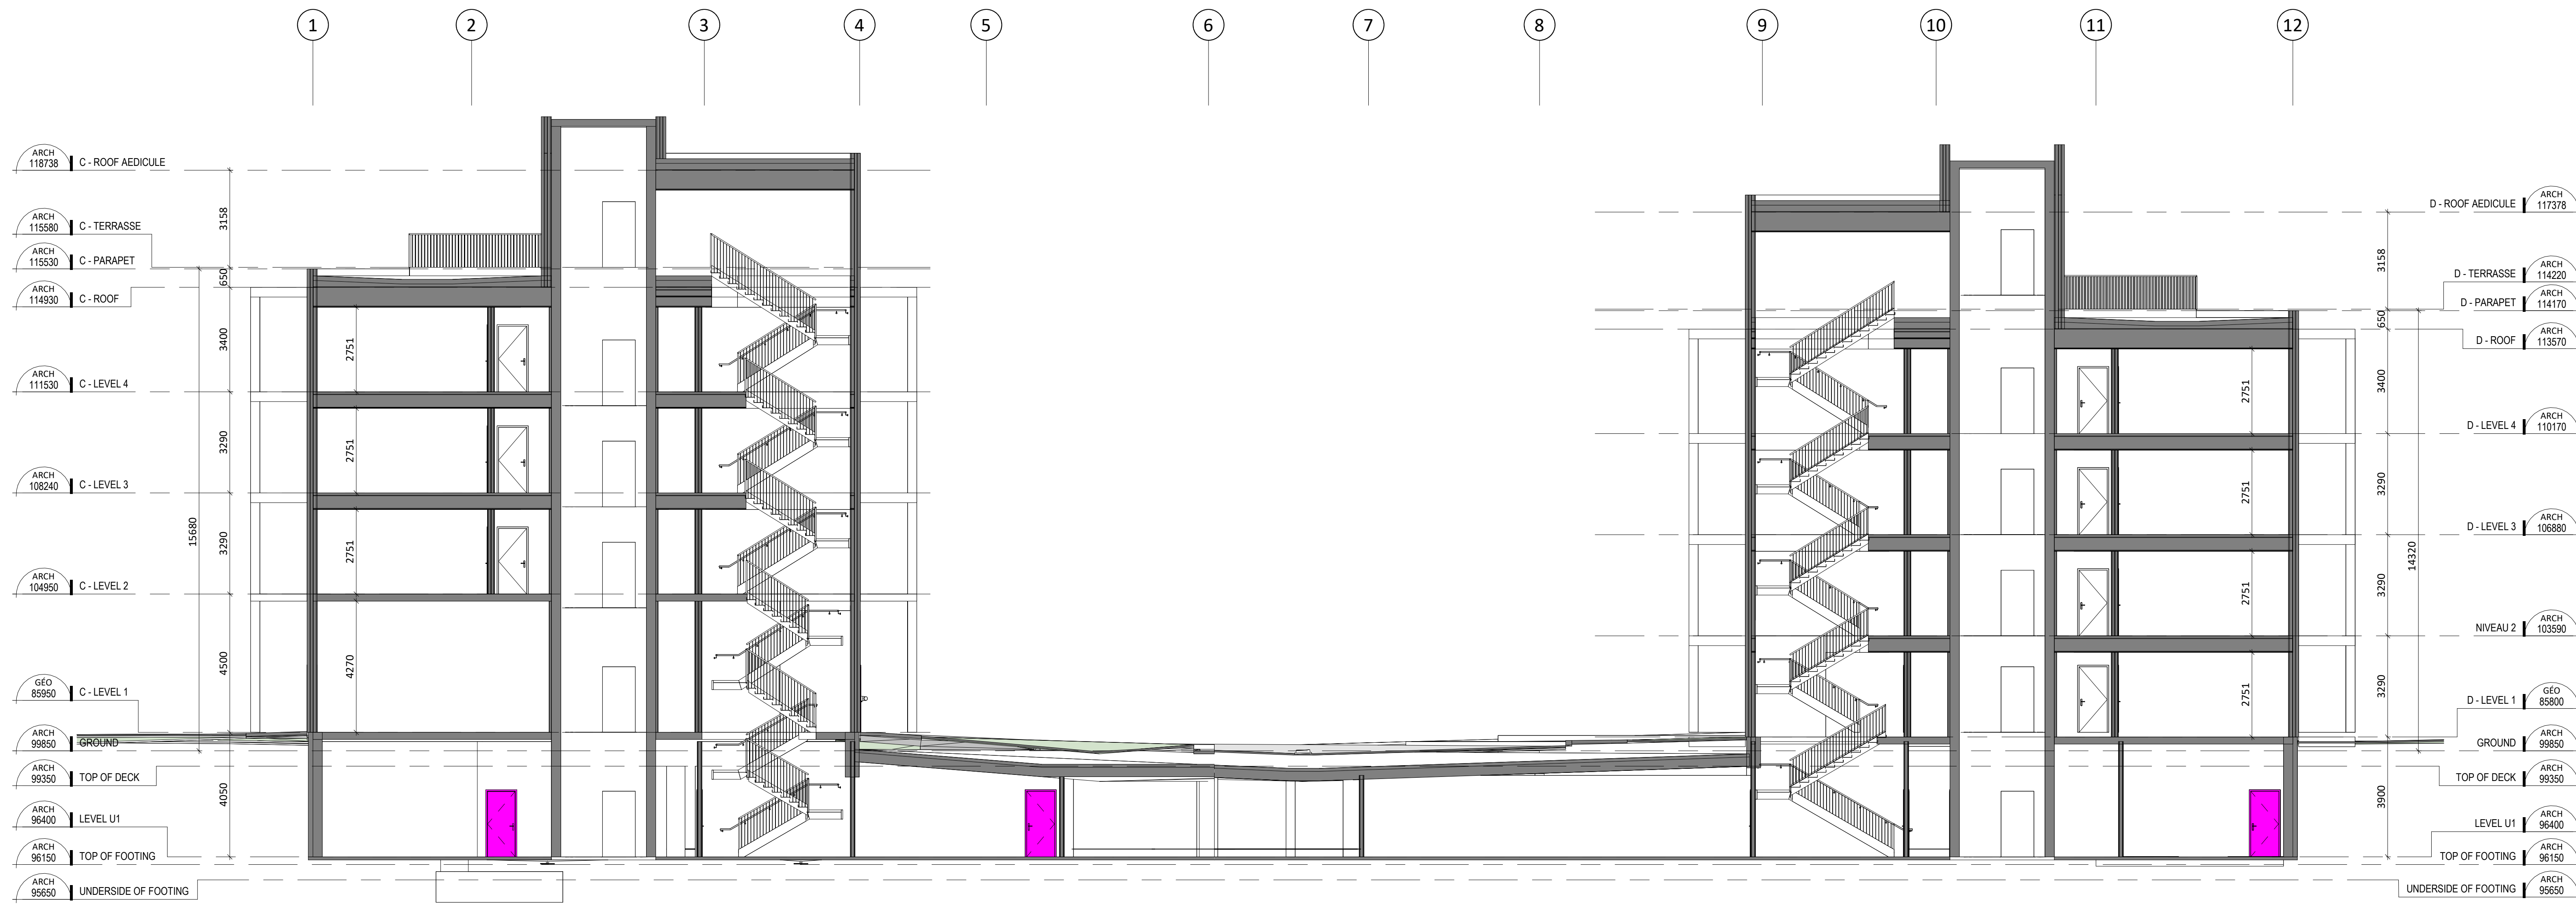 1 2 3 4 5 6 7 8 9 10 11 12
ARCH
118738 C - ROOF AEDICULE
ARCH
115580 C - TERRASSE
ARCH
115530 C - PARAPET
ARCH
114930 C - ROOF
ARCH
111530 C - LEVEL 4
ARCH
108240 C - LEVEL 3
ARCH
104950 C - LEVEL 2
GÉO
85950 C - LEVEL 1
ARCH
99850 GROUND
ARCH
99350 TOP OF DECK
ARCH
96400 LEVEL U1
ARCH
96150 TOP OF FOOTING
ARCH
95650 UNDERSIDE OF FOOTING
15680
3158
650
3400
3290
3290
4500
4050
2751
2751
2751
4270
2751
2751
2751
2751
3158
650
3400
3290
3290
3290
3900
14320
ARCH
D - ROOF AEDICULE 117378
ARCH
D - TERRASSE 114220
ARCH
D - PARAPET 114170
ARCH
D - ROOF 113570
ARCH
D - LEVEL 4 110170
ARCH
D - LEVEL 3 106880
ARCH
NIVEAU 2 103590
GÉO
D - LEVEL 1 85800
ARCH
GROUND 99850
ARCH
TOP OF DECK 99350
ARCH
LEVEL U1 96400
ARCH
TOP OF FOOTING 96150
ARCH
UNDERSIDE OF FOOTING 95650